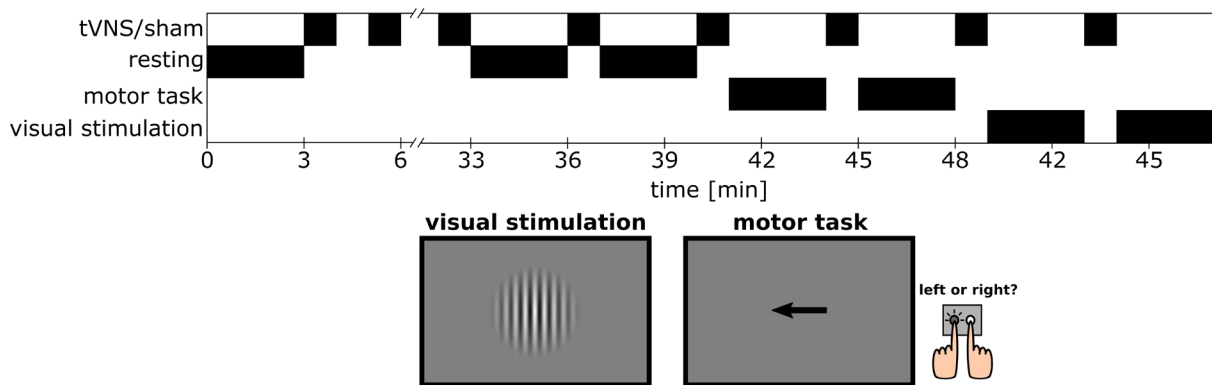 tVNS/sham
resting
motor task
visual stimulation
0 3 6 33 36 39 42 45 48 42 45
time [min]
visual stimulation motor task
left or right?